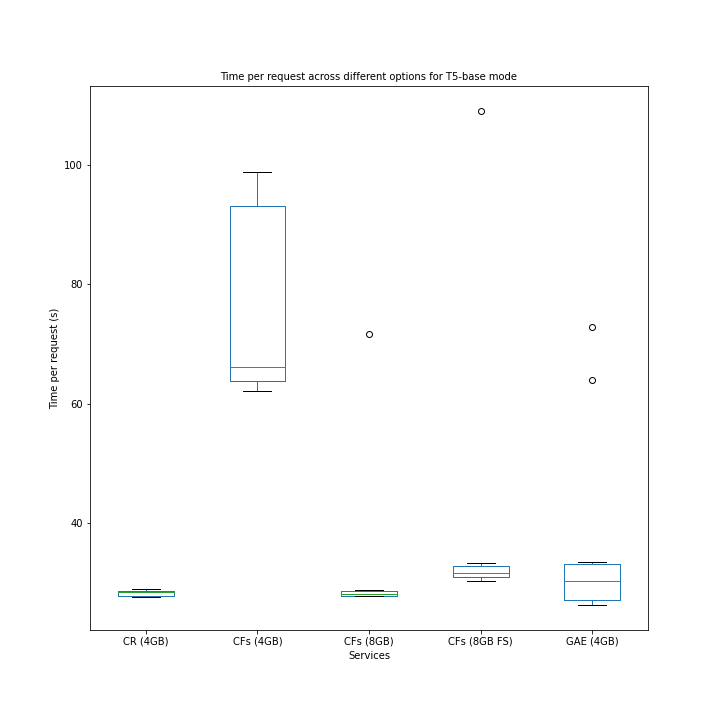 Time per request across different options for T5-base mode
100
80
60
40
Time per request (s)
CR (4GB) CFs (4GB) CFs (8GB) CFs (8GB FS) GAE (4GB)
Services